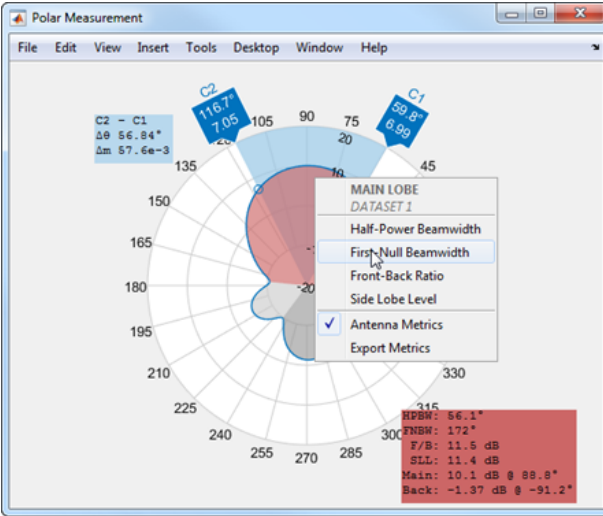 Polar Measurement
File Edit View Insert Tools Desktop Window Help
C2
116.7°
7.05
C1
59.8°
6.99
C2 - C1
Δθ 56.84°
Δm 57.6e-3
105
90
75
20
135
10
45
150
165
180
-20
195
210
225
240
255
270
285
300
315
330
MAIN LOBE
DATASET 1
Half-Power Beamwidth
First-Null Beamwidth
Front-Back Ratio
Side Lobe Level
Antenna Metrics
Export Metrics
HPBW: 56.1°
FNBW: 172°
F/B: 11.5 dB
SLL: 11.4 dB
Main: 10.1 dB @ 88.8°
Back: -1.37 dB @ -91.2°